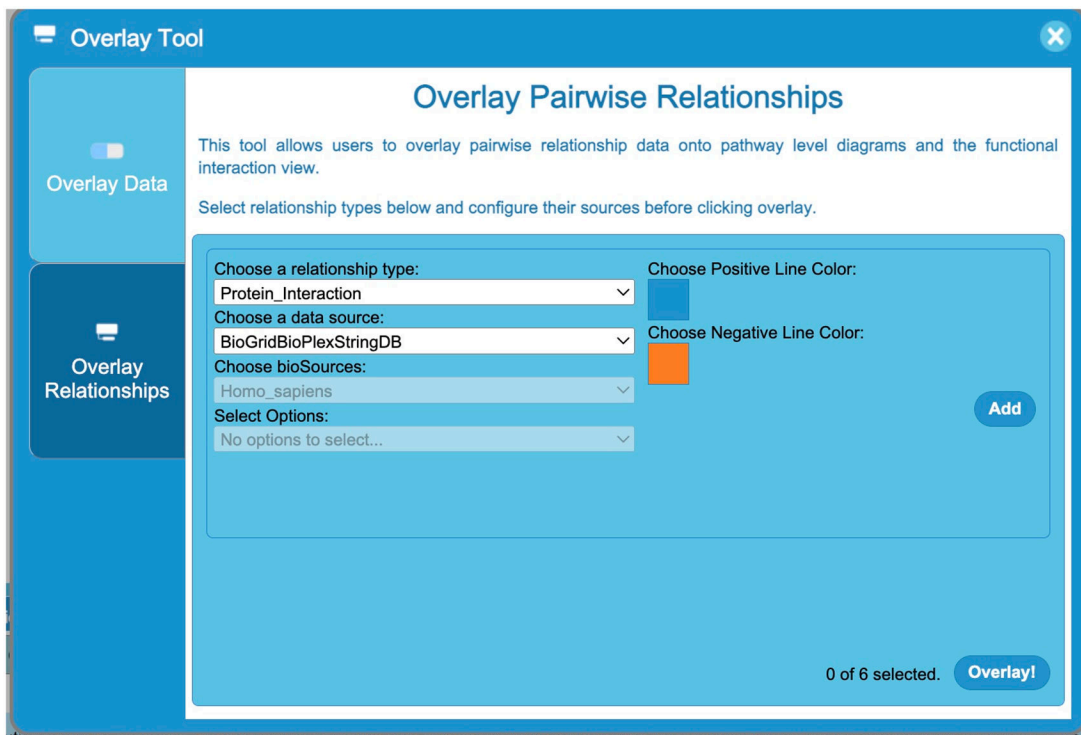 Overlay Tool
Overlay Data
Overlay
Relationships
Overlay Pairwise Relationships
This tool allows users to overlay pairwise relationship data onto pathway level diagrams and the functional
interaction view.
Select relationship types below and configure their sources before clicking overlay.
Choose a relationship type:
Protein_Interaction
Choose a data source:
BioGridBioPlexStringDB
Choose bioSources:
Homo_sapiens
Select Options:
No options to select...
Choose Positive Line Color:
Choose Negative Line Color:
Add
0 of 6 selected.
Overlay!